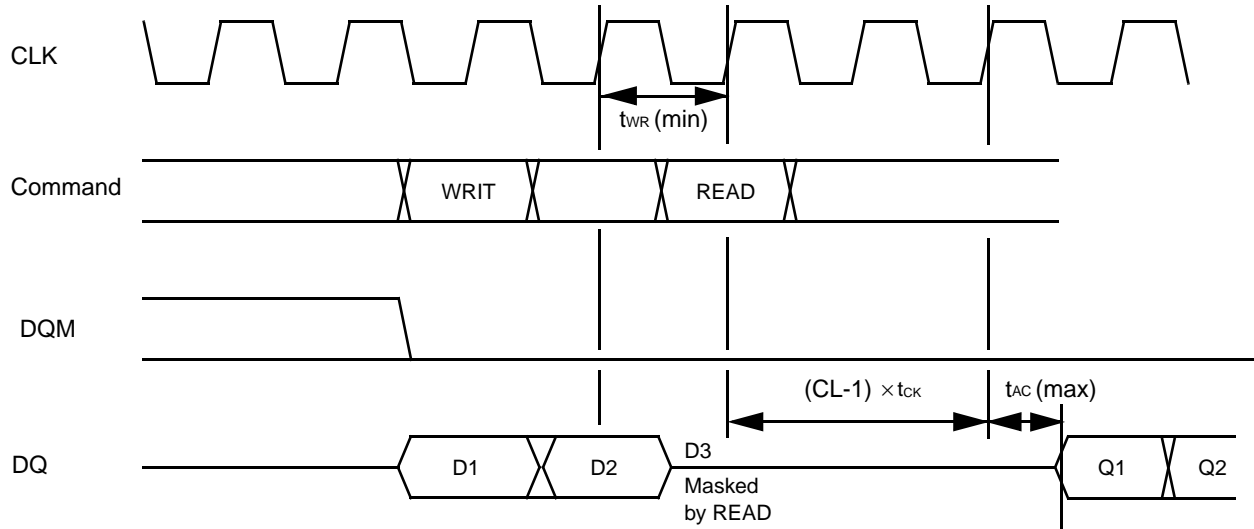 CLK
tWR (min)
Command
WRIT
READ
DQM
(CL-1) × tCK
tAC (max)
DQ
D1
D2
D3
Masked
by READ
Q1
Q2